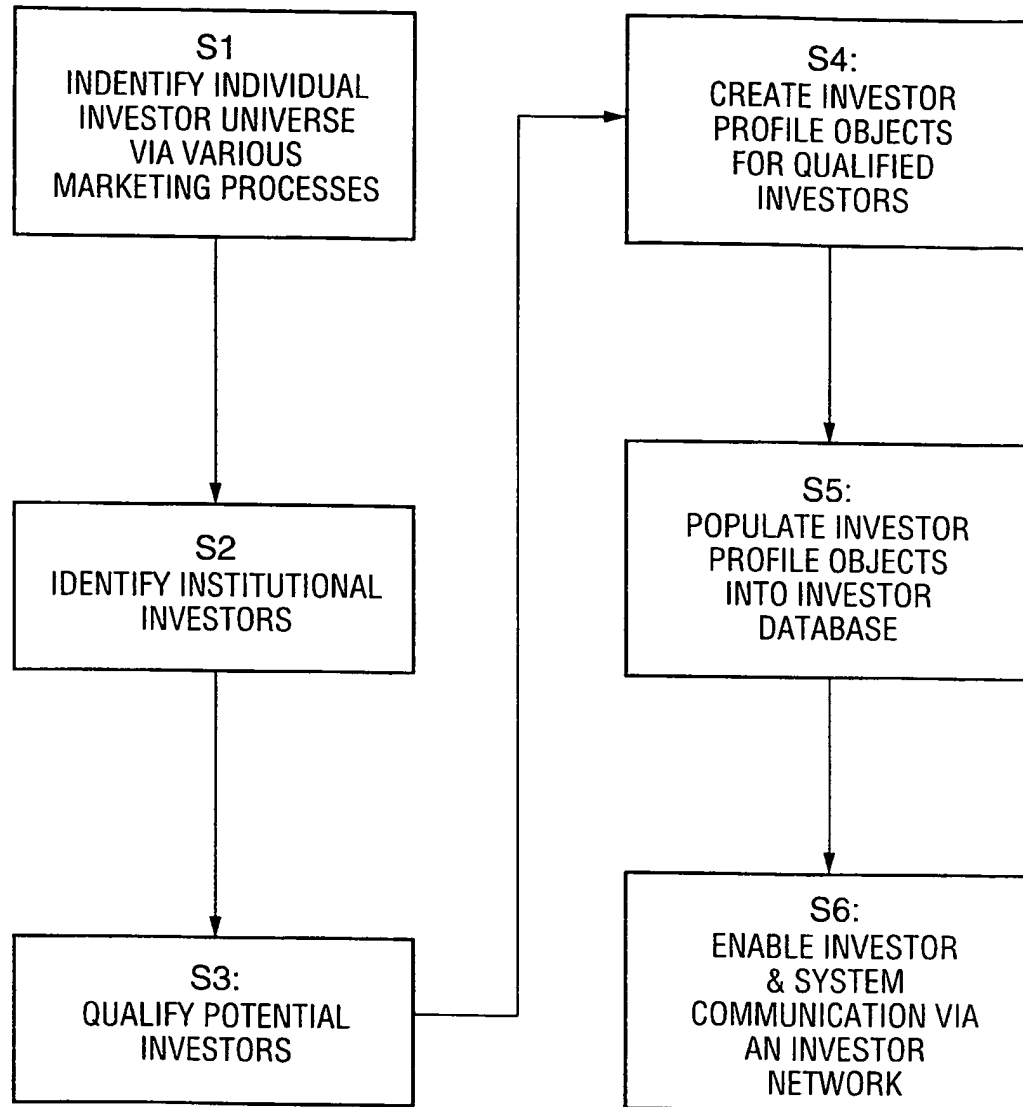 S1
INDENTIFY INDIVIDUAL
INVESTOR UNIVERSE
VIA VARIOUS
MARKETING PROCESSES
S2
IDENTIFY INSTITUTIONAL
INVESTORS
S3:
QUALIFY POTENTIAL
INVESTORS
S4:
CREATE INVESTOR
PROFILE OBJECTS
FOR QUALIFIED
INVESTORS
S5:
POPULATE INVESTOR
PROFILE OBJECTS
INTO INVESTOR
DATABASE
S6:
ENABLE INVESTOR
& SYSTEM
COMMUNICATION VIA
AN INVESTOR
NETWORK